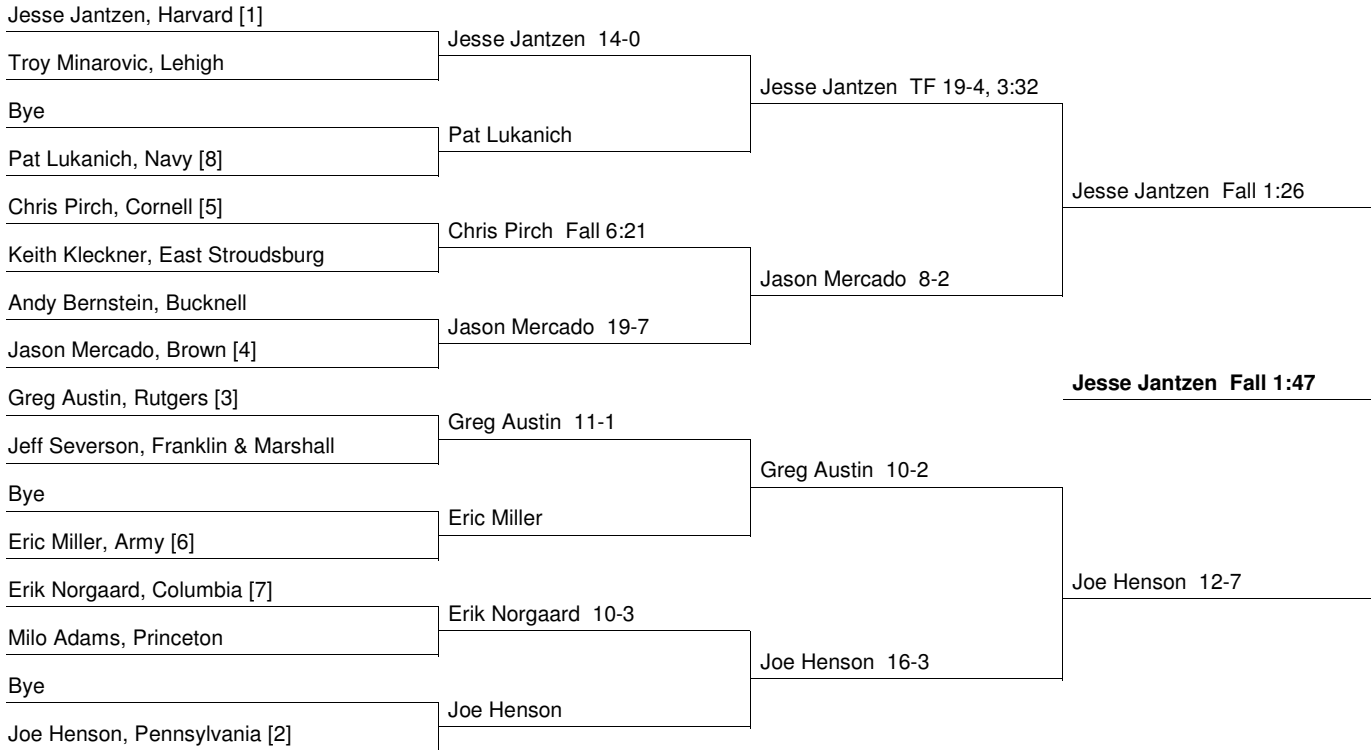 Jesse Jantzen, Harvard [1]
Troy Minarovic, Lehigh
Bye
Pat Lukanich, Navy [8]
Chris Pirch, Cornell [5]
Keith Kleckner, East Stroudsburg
Andy Bernstein, Bucknell
Jason Mercado, Brown [4]
Greg Austin, Rutgers [3]
Jeff Severson, Franklin & Marshall
Bye
Eric Miller, Army [6]
Erik Norgaard, Columbia [7]
Milo Adams, Princeton
Bye
Joe Henson, Pennsylvania [2]
Jesse Jantzen 14-0
Pat Lukanich
Chris Pirch Fall 6:21
Jason Mercado 19-7
Greg Austin 11-1
Eric Miller
Erik Norgaard 10-3
Joe Henson
Jesse Jantzen TF 19-4, 3:32
Jason Mercado 8-2
Greg Austin 10-2
Joe Henson 16-3
Jesse Jantzen Fall 1:26
Jesse Jantzen Fall 1:47
Joe Henson 12-7